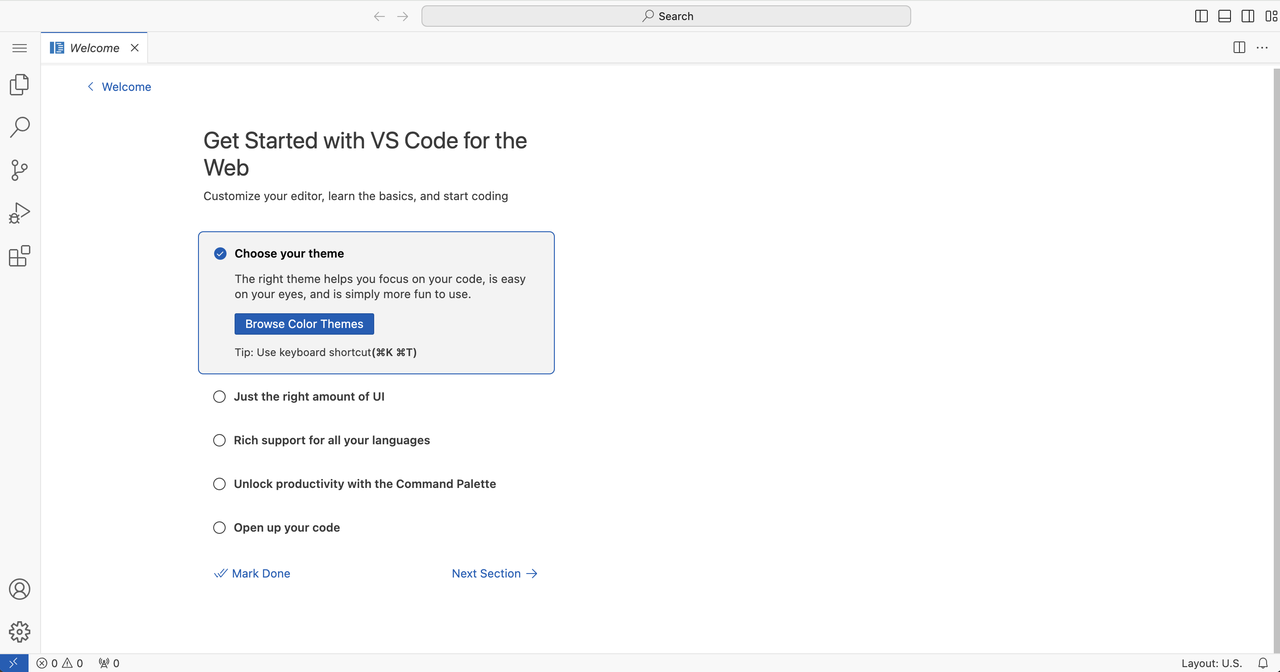 Search
Welcome
Welcome
Get Started with VS Code for the
Web
Customize your editor, learn the basics, and start coding
Choose your theme
The right theme helps you focus on your code, is easy
on your eyes, and is simply more fun to use.
Browse Color Themes
Tip: Use keyboard shortcut(⌘K ⌘T)
Just the right amount of UI
Rich support for all your languages
Unlock productivity with the Command Palette
Open up your code
Mark Done
Next Section
0 0 0
Layout: U.S.